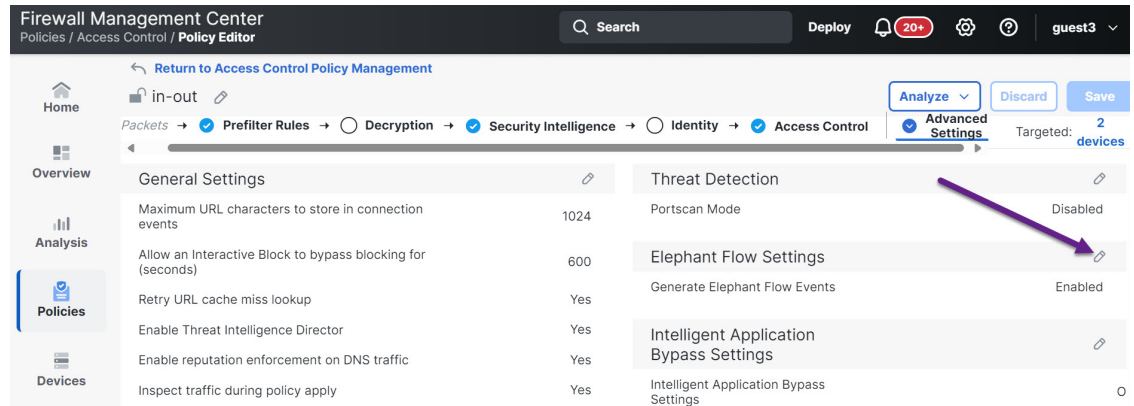 Firewall Management Center
Policies / Access Control / Policy Editor
Search
Deploy
20+
guest3
Home
Overview
Analysis
Policies
Devices
Return to Access Control Policy Management
in-out
Analyze
Discard
Save
Packets → Prefilter Rules → Decryption → Security Intelligence → Identity → Access Control
Advanced
Settings
Targeted:
2
devices
General Settings
Maximum URL characters to store in connection
events
1024
Allow an Interactive Block to bypass blocking for
(seconds)
600
Retry URL cache miss lookup
Yes
Enable Threat Intelligence Director
Yes
Enable reputation enforcement on DNS traffic
Yes
Inspect traffic during policy apply
Yes
Threat Detection
Portscan Mode
Disabled
Elephant Flow Settings
Generate Elephant Flow Events
Enabled
Intelligent Application
Bypass Settings
Intelligent Application Bypass
Settings